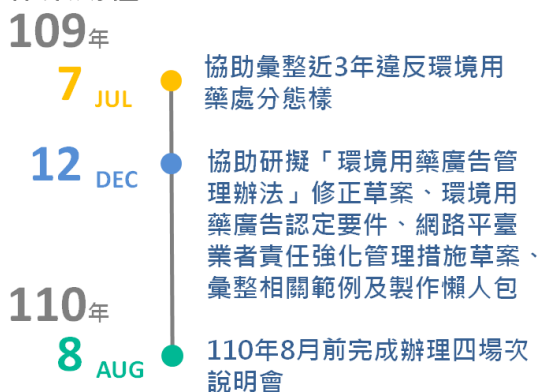 109年
7 JUL
協助彙整近3年違反環境用
藥處分態樣
12 DEC
協助研擬「環境用藥廣告管
理辦法」修正草案、環境用
藥廣告認定要件、網路平臺
業者責任強化管理措施草案、
彙整相關範例及製作懶人包
110年
8 AUG
110年8月前完成辦理四場次
說明會